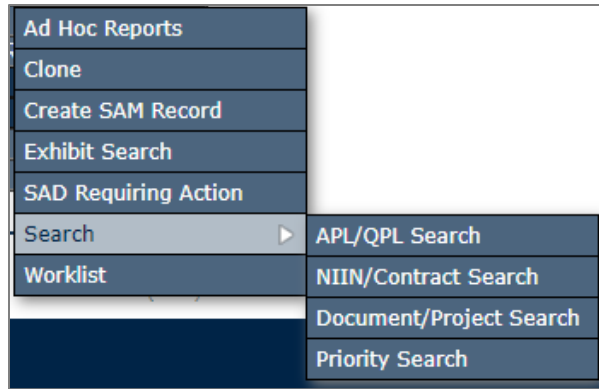 Ad Hoc Reports
Clone
Create SAM Record
Exhibit Search
SAD Requiring Action
Search
APL/QPL Search
Worklist
NIIN/Contract Search
Document/Project Search
Priority Search